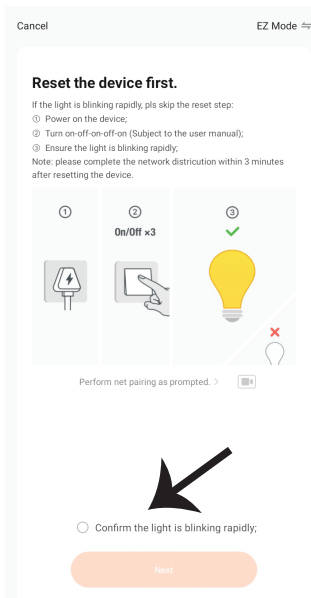 Cancel
EZ Mode ⇌
Reset the device first.
If the light is blinking rapidly, pls skip the reset step:
① Power on the device;
② Turn on-off-on-off-on (Subject to the user manual);
③ Ensure the light is blinking rapidly;
Note: please complete the network districution within 3 minutes
after resetting the device.
①
②
③
On/Off ×3
Perform net pairing as prompted. >
Confirm the light is blinking rapidly;
Next